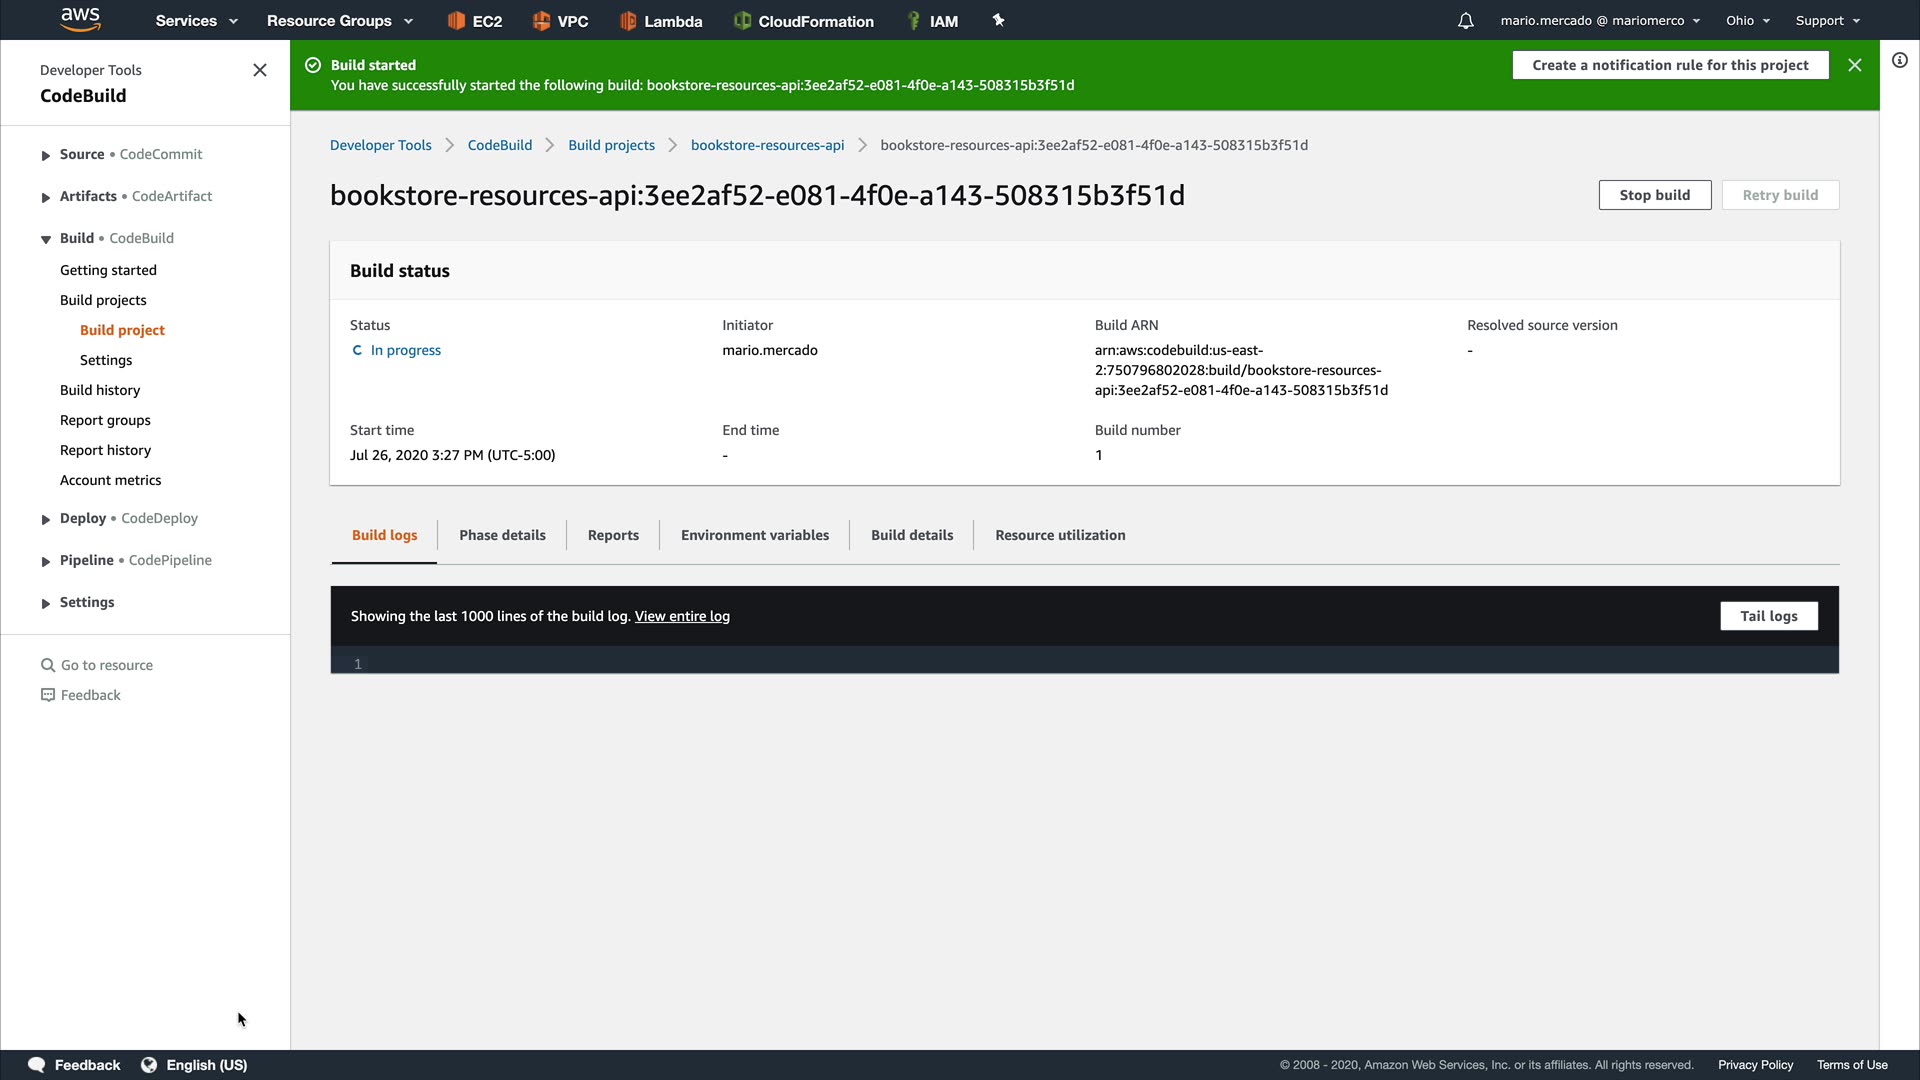 aws Services Resource Groups EC2 VPC Lambda CloudFormation IAM mario.mercado @ mariomerco Ohio Support
Developer Tools
CodeBuild
Source • CodeCommit
Artifacts • CodeArtifact
Build • CodeBuild
Getting started
Build projects
Build project
Settings
Build history
Report groups
Report history
Account metrics
Deploy • CodeDeploy
Pipeline • CodePipeline
Settings
Go to resource
Feedback
Build started
You have successfully started the following build: bookstore-resources-api:3ee2af52-e081-4f0e-a143-508315b3f51d
Create a notification rule for this project
Developer Tools CodeBuild Build projects bookstore-resources-api bookstore-resources-api:3ee2af52-e081-4f0e-a143-508315b3f51d
bookstore-resources-api:3ee2af52-e081-4f0e-a143-508315b3f51d
Stop build Retry build
Build status
Status Initiator Build ARN Resolved source version
In progress mario.mercado arn:aws:codebuild:us-east- -
2:750796802028:build/bookstore-resources-
api:3ee2af52-e081-4f0e-a143-508315b3f51d
Start time End time Build number
Jul 26, 2020 3:27 PM (UTC-5:00) - 1
Build logs Phase details Reports Environment variables Build details Resource utilization
Showing the last 1000 lines of the build log. View entire log Tail logs
1
Feedback English (US) © 2008 - 2020, Amazon Web Services, Inc. or its affiliates. All rights reserved. Privacy Policy Terms of Use